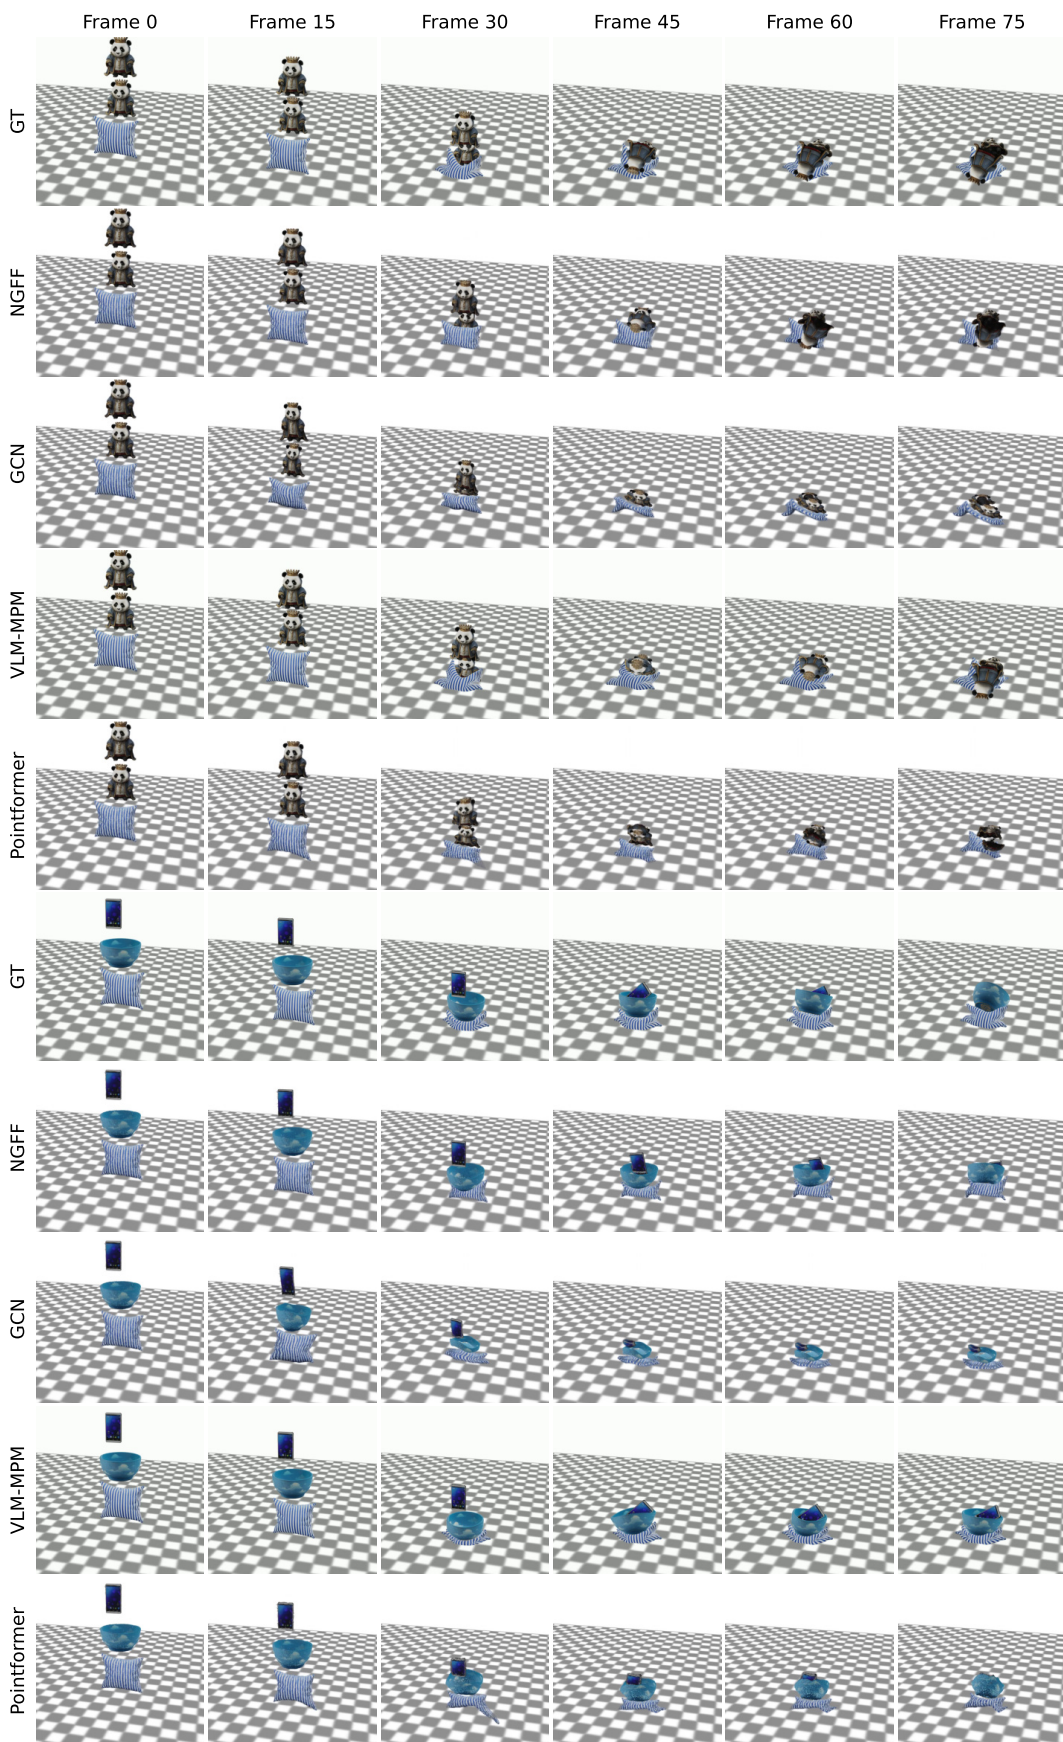 Frame 0 Frame 15 Frame 30 Frame 45 Frame 60 Frame 75
GT
NGFF
GCN
VLM-MPM
Pointformer
GT
NGFF
GCN
VLM-MPM
Pointformer